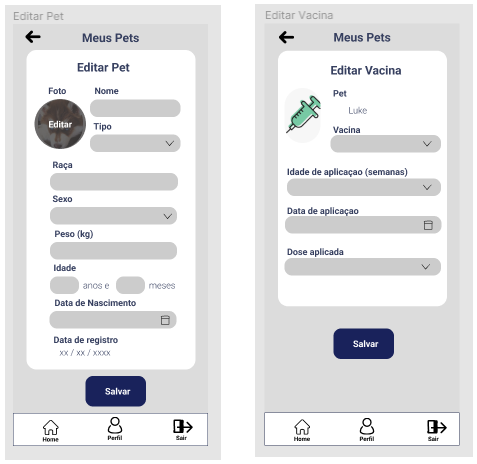 Editar Pet
Meus Pets
Editar Pet
Foto
Nome
Editar
Tipo
Raça
Sexo
Peso (kg)
Idade
anos e
meses
Data de Nascimento
Data de registro
xx / xx / xxxx
Salvar
Home
Perfil
Sair
Editar Vacina
Meus Pets
Editar Vacina
Pet
Luke
Vacina
Idade de aplicaçao (semanas)
Data de aplicaçao
Dose aplicada
Salvar
Home
Perfil
Sair